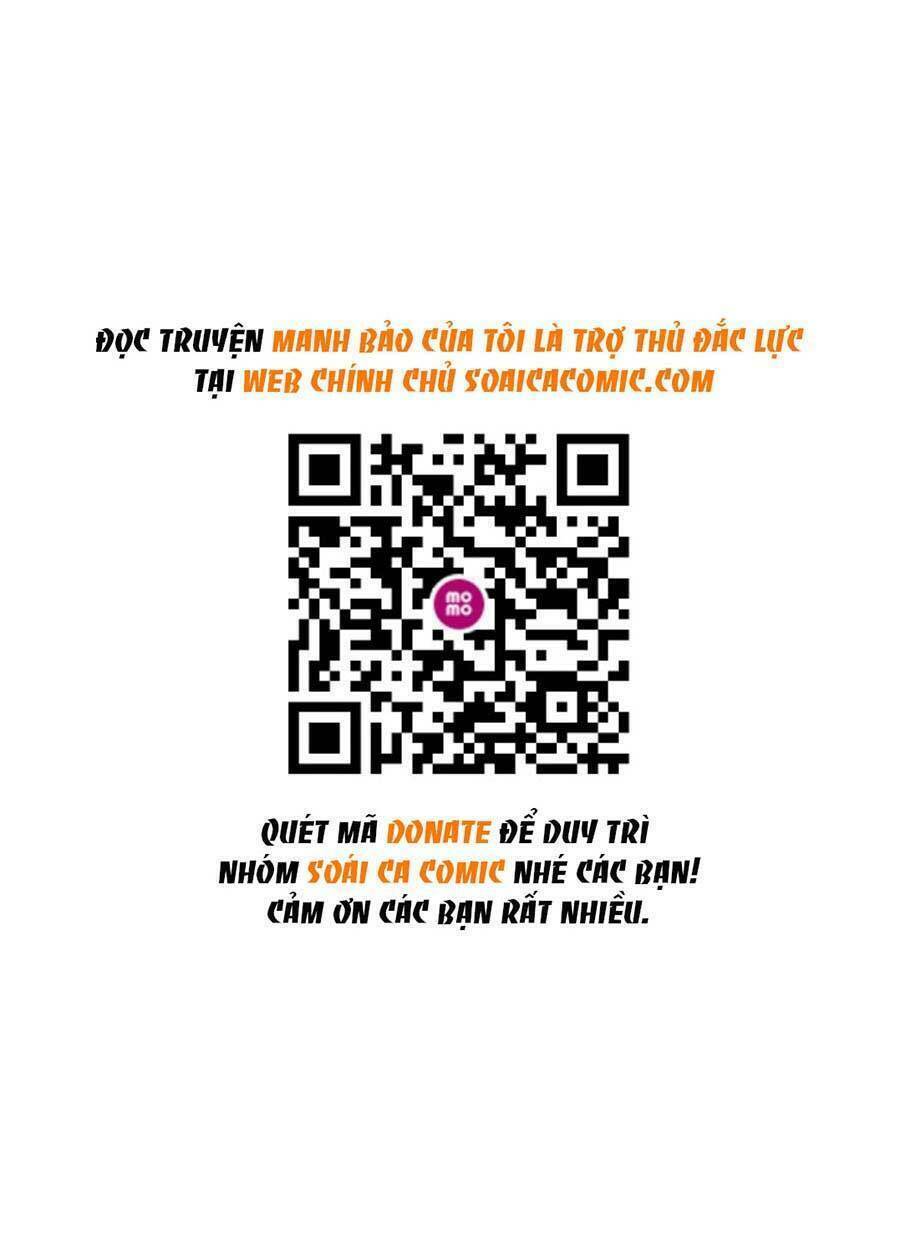 ĐỌC TRUYỆN MANH BẢO CỦA TÔI LÀ TRỢ THỦ ĐẮC LỰC
TẠI WEB CHÍNH CHỦ SOAICACOMIC.COM
mo
mo
QUÉT MÃ DONATE ĐỂ DUY TRÌ
NHÓM SOÁI CA COMIC NHÉ CÁC BẠN!
CẢM ƠN CÁC BẠN RẤT NHIỀU.